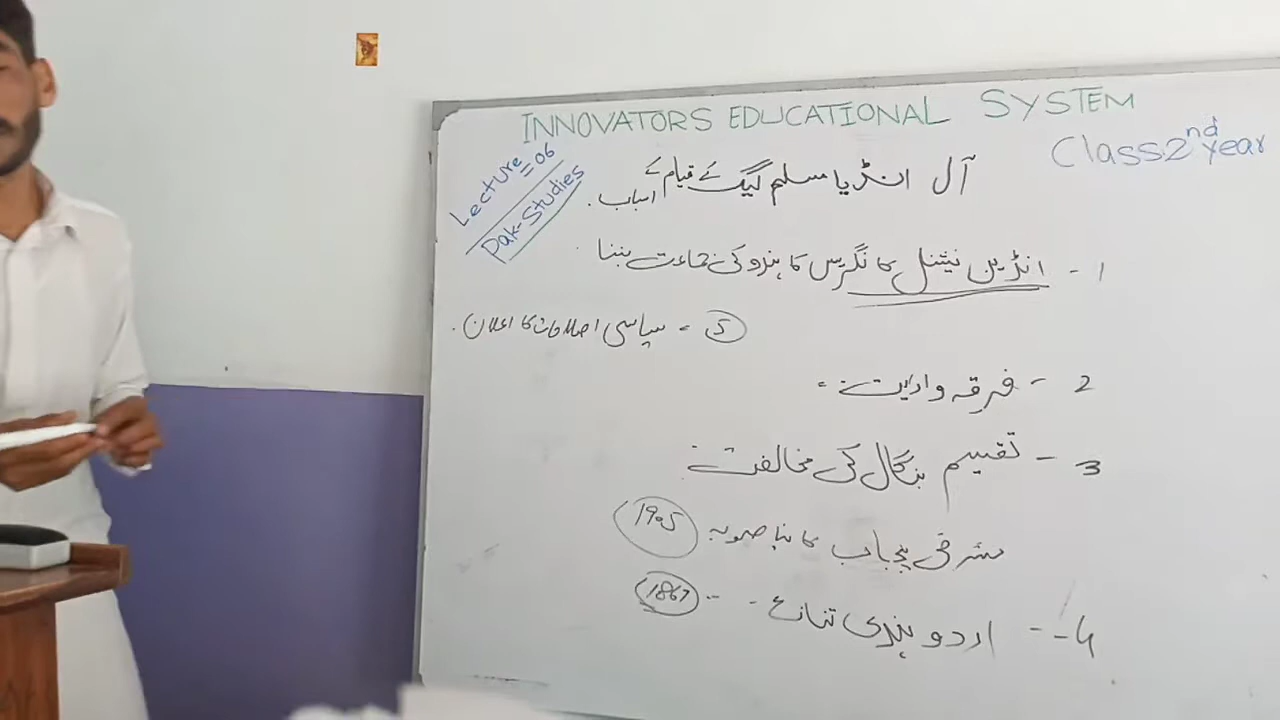 INNOVATORS EDUCATIONAL SYSTEM
Class 2nd year
Lecture = 06
Pak-Studies
آل انڈیا مسلم لیگ کے قیام کے اسباب ۔
1 - انڈین نیشنل کانگرس کا ہندو کی جماعت بننا
5 - سیاسی اصلاحات کا اعلان ۔
2 - فرقہ واریت ۔
3 - تقسیم بنگال کی مخالفت
مشرقی پنجاب کا نیا صوبہ 1905
4 -- اردو ہندی تنازع -- 1867